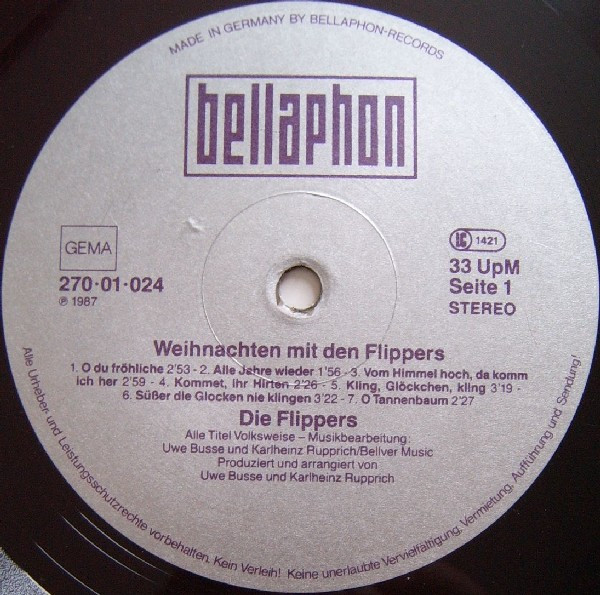 MADE IN GERMANY BY BELLAPHON-RECORDS
bellaphon
GEMA
LC 1421
270·01·024
℗ 1987
33 UpM
Seite 1
STEREO
Weihnachten mit den Flippers
1. O du fröhliche 2'53 - 2. Alle Jahre wieder 1'56 - 3. Vom Himmel hoch, da komm
ich her 2'59 - 4. Kommet, ihr Hirten 2'26 - 5. Kling, Glöckchen, kling 3'19 -
6. Süßer die Glocken nie klingen 3'22 - 7. O Tannenbaum 2'27
Die Flippers
Alle Titel Volksweise – Musikbearbeitung:
Uwe Busse und Karlheinz Rupprich/Bellver Music
Produziert und arrangiert von
Uwe Busse und Karlheinz Rupprich
Alle Urheber- und Leistungsschutzrechte vorbehalten. Kein Verleih! Keine unerlaubte Vervielfältigung, Vermietung, Aufführung und Sendung!